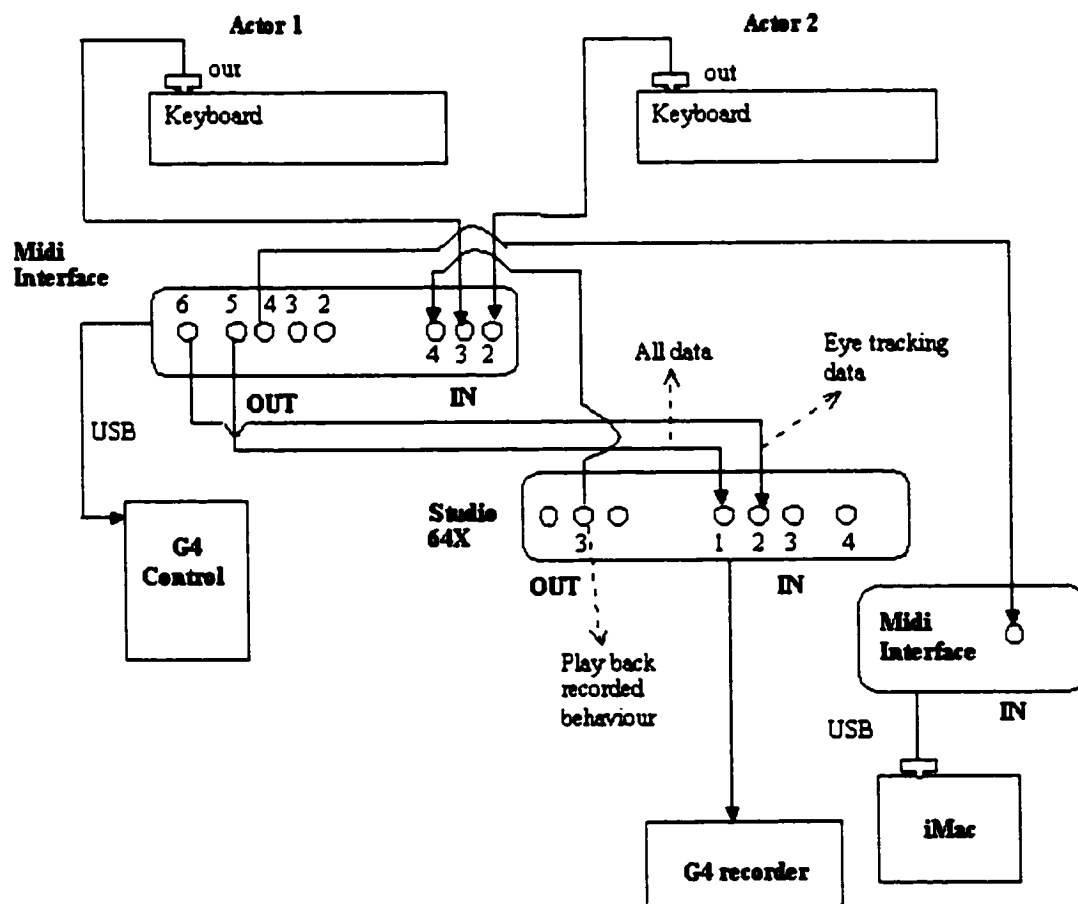 Actor 1
Actor 2
out
out
Keyboard
Keyboard
Midi
Interface
6 5 4 3 2
4 3 2
OUT
IN
All data
Eye tracking
data
USB
G4
Control
Studio
64X
3
1 2 3 4
OUT
IN
Play back
recorded
behaviour
Midi
Interface
IN
USB
iMac
G4 recorder